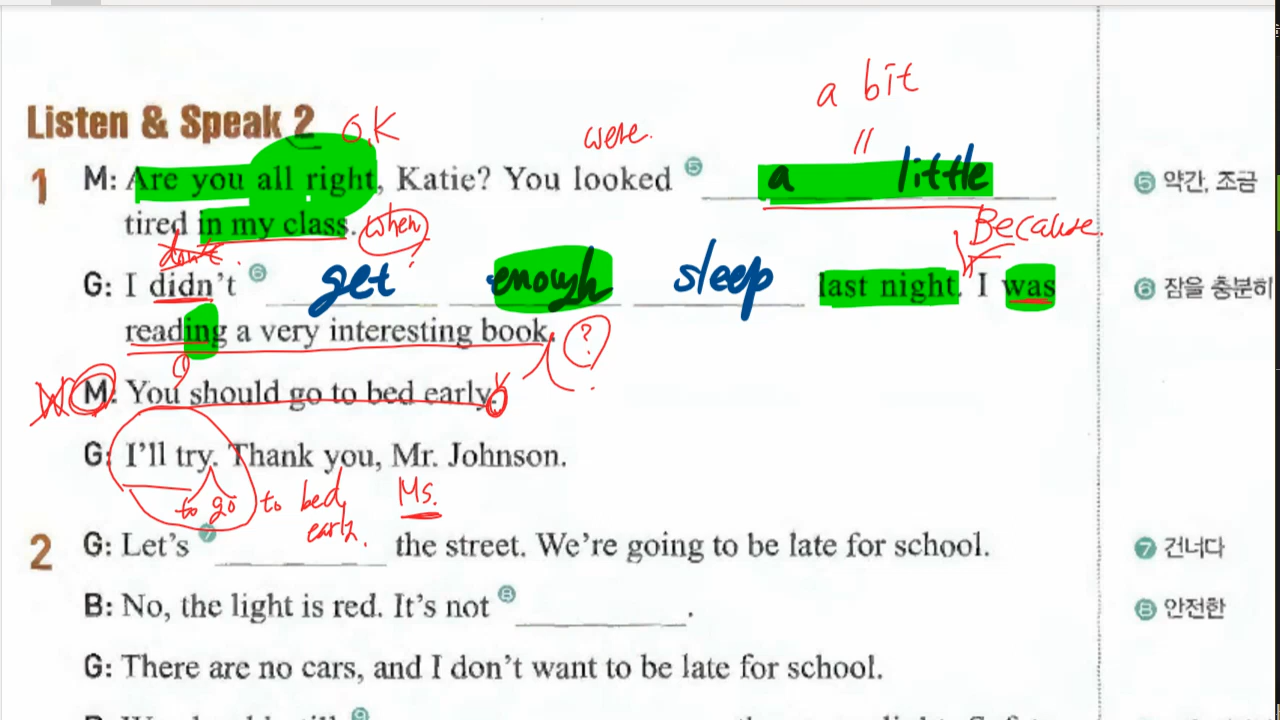 a bit
Listen & Speak 2 O.K were. 〃
1 M: Are you all right, Katie? You looked ⑤ a little ⑤ 약간, 조금
tired in my class. when? Because
don't.
G: I didn't ⑥ get enough sleep last night. I was ⑥ 잠을 충분히
reading a very interesting book. ?
M: You should go to bed early.
G: I'll try. Thank you, Mr. Johnson.
to go to bed early. Ms.
2 G: Let's ⑦ ________ the street. We're going to be late for school. ⑦ 건너다
B: No, the light is red. It's not ⑧ ________. ⑧ 안전한
G: There are no cars, and I don't want to be late for school.